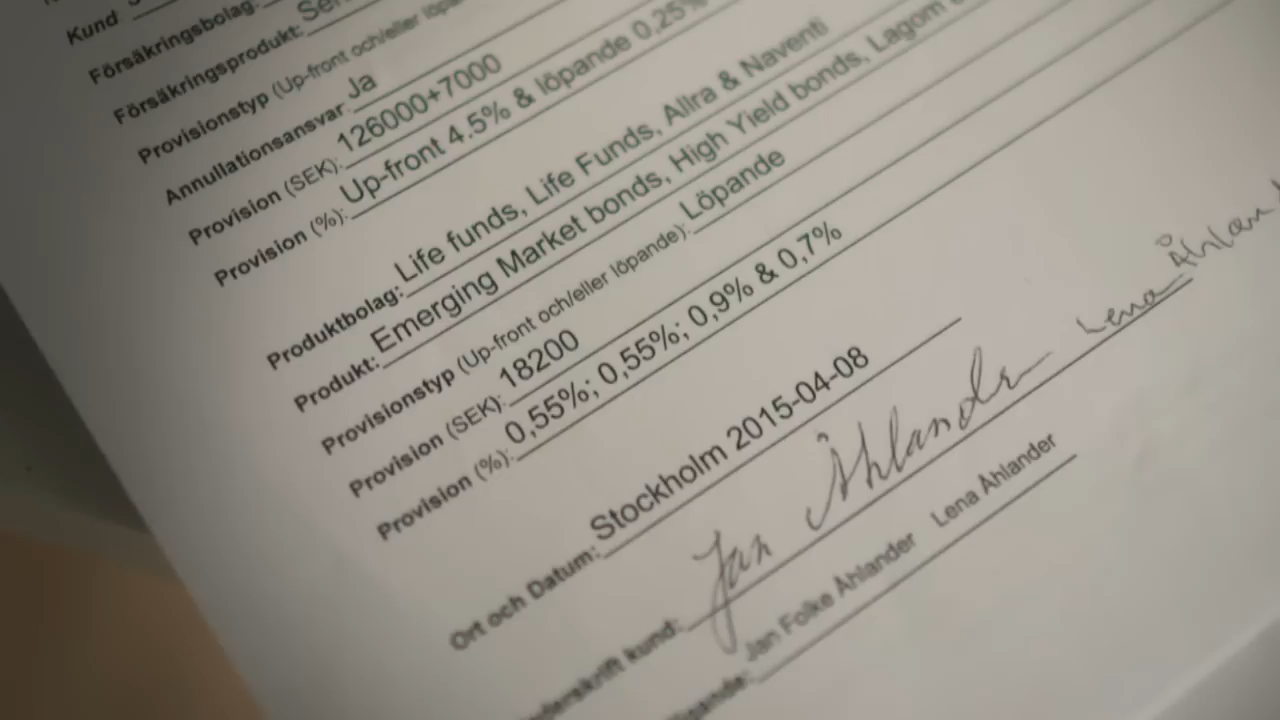 Kund
Försäkringsbolag:
Försäkringsprodukt:
Provisionstyp (Up-front och/eller löpande
Annullationsansvar Ja
Provision (SEK): 126000+7000
Provision (%): Up-front 4.5% & löpande 0,25%
Produktbolag: Life funds, Life Funds, Allra & Naventi
Produkt: Emerging Market bonds, High Yield bonds, Lagom
Provisionstyp (Up-front och/eller löpande): Löpande
Provision (SEK): 18200
Provision (%): 0,55%; 0,55%; 0,9% & 0,7%
Ort och Datum: Stockholm 2015-04-08
kund: Jan Åhlander Lena Åhlan
Jan Folke Åhlander Lena Åhlander